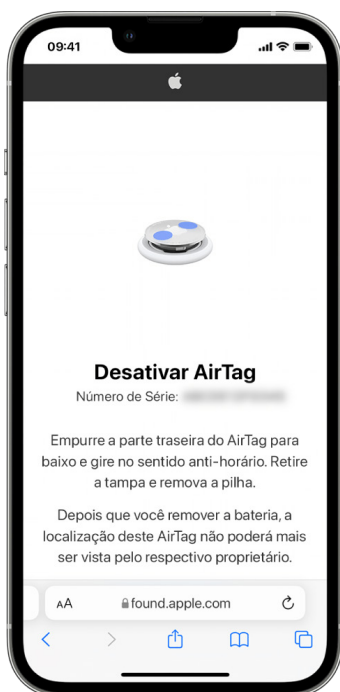 09:41
Desativar AirTag
Número de Série:
Empurre a parte traseira do AirTag para
baixo e gire no sentido anti-horário. Retire
a tampa e remova a pilha.
Depois que você remover a bateria, a
localização deste AirTag não poderá mais
ser vista pelo respectivo proprietário.
AA
found.apple.com